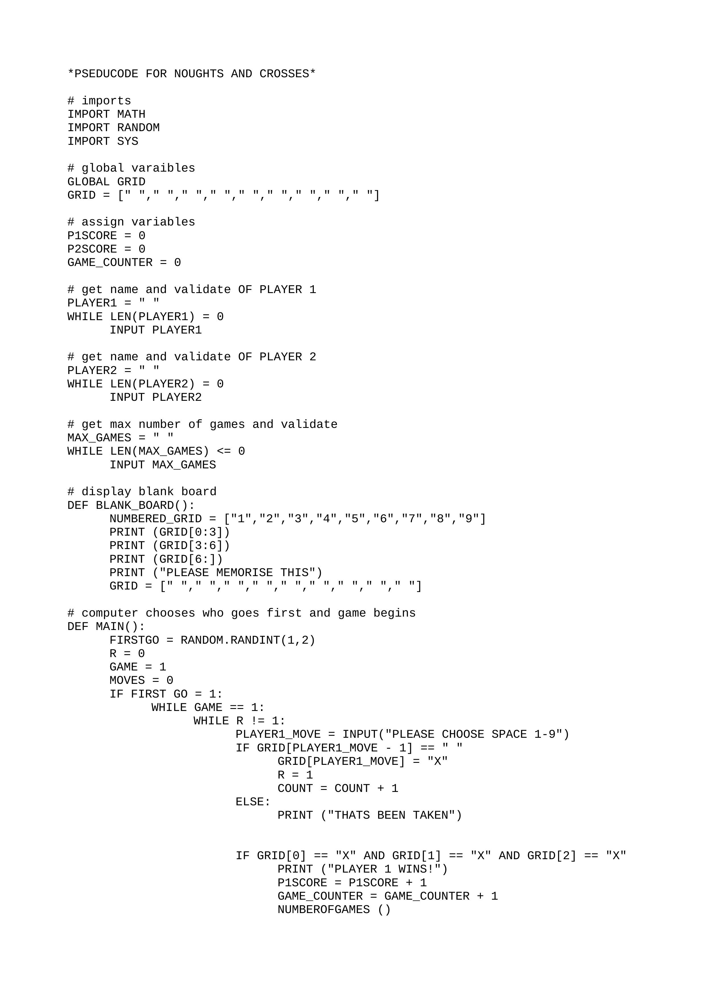 *PSEDUCODE FOR NOUGHTS AND CROSSES*
# imports
IMPORT MATH
IMPORT RANDOM
IMPORT SYS
# global varaibles
GLOBAL GRID
GRID = [" "," "," "," "," "," "," "," "," "]
# assign variables
P1SCORE = 0
P2SCORE = 0
GAME_COUNTER = 0
# get name and validate OF PLAYER 1
PLAYER1 = " "
WHILE LEN(PLAYER1) = 0
INPUT PLAYER1
# get name and validate OF PLAYER 2
PLAYER2 = " "
WHILE LEN(PLAYER2) = 0
INPUT PLAYER2
# get max number of games and validate
MAX_GAMES = " "
WHILE LEN(MAX_GAMES) <= 0
INPUT MAX_GAMES
# display blank board
DEF BLANK_BOARD():
NUMBERED_GRID = ["1","2","3","4","5","6","7","8","9"]
PRINT (GRID[0:3])
PRINT (GRID[3:6])
PRINT (GRID[6:])
PRINT ("PLEASE MEMORISE THIS")
GRID = [" "," "," "," "," "," "," "," "," "]
# computer chooses who goes first and game begins
DEF MAIN():
FIRSTGO = RANDOM.RANDINT(1,2)
R = 0
GAME = 1
MOVES = 0
IF FIRST GO = 1:
WHILE GAME == 1:
WHILE R != 1:
PLAYER1_MOVE = INPUT("PLEASE CHOOSE SPACE 1-9")
IF GRID[PLAYER1_MOVE - 1] == " "
GRID[PLAYER1_MOVE] = "X"
R = 1
COUNT = COUNT + 1
ELSE:
PRINT ("THATS BEEN TAKEN")
IF GRID[0] == "X" AND GRID[1] == "X" AND GRID[2] == "X"
PRINT ("PLAYER 1 WINS!")
P1SCORE = P1SCORE + 1
GAME_COUNTER = GAME_COUNTER + 1
NUMBEROFGAMES ()